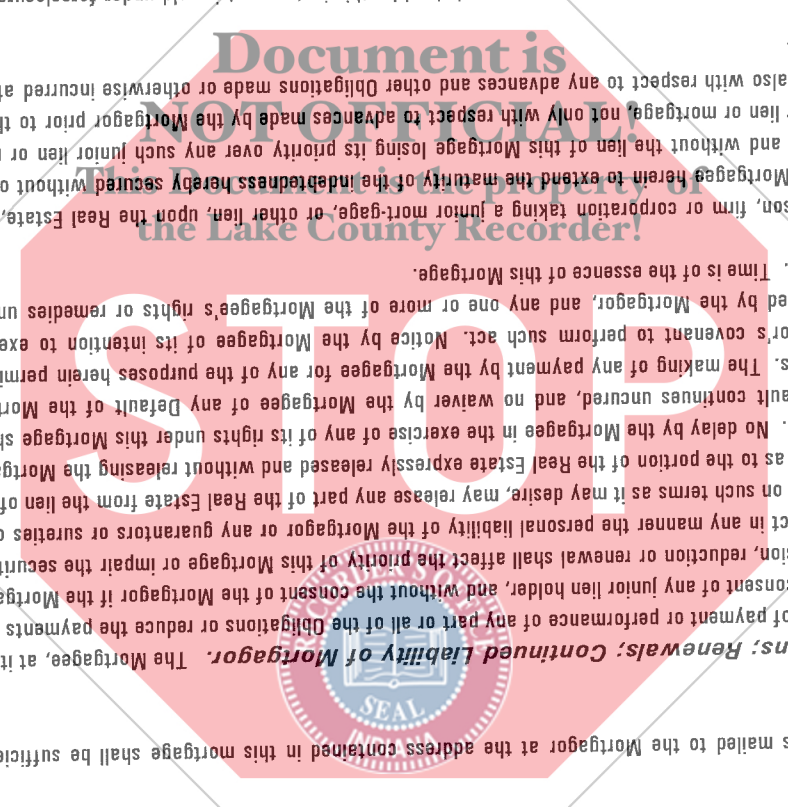 Document is
NOT OFFICIAL!
This Document is the property of
the Lake County Recorder!
STOP
RECORDER'S OFFICE
SEAL
INDIANA
s mailed to the Mortgagor at the address contained in this mortgage shall be sufficie
ns; Renewals; Continued Liability of Mortgagor. The Mortgagee, at it
of payment or performance of any part or all of the Obligations or reduce the payments
consent of any junior lien holder, and without the consent of the Mortgagor if the Mortgag
sion, reduction or renewal shall affect the priority of this Mortgage or impair the securit
ct in any manner the personal liability of the Mortgagor or any guarantors or sureties o
on such terms as it may desire, may release any part of the Real Estate from the lien of
as to the portion of the Real Estate expressly released and without releasing the Mortga
. No delay by the Mortgagee in the exercise of any of its rights under this Mortgage sh
ault continues uncured, and no waiver by the Mortgagee of any Default of the Mor
s. The making of any payment by the Mortgagee for any of the purposes herein permi
or's covenant to perform such act. Notice by the Mortgagee of its intention to exe
ed by the Mortgagor, and any one or more of the Mortgagee's rights or remedies un
. Time is of the essence of this Mortgage.
son, firm or corporation taking a junior mort-gage, or other lien, upon the Real Estate,
Mortgagee herein to extend the maturity of the indebtedness hereby secured without o
and without the lien of this Mortgage losing its priority over any such junior lien or
r lien or mortgage, not only with respect to advances made by the Mortgagor prior to th
also with respect to any advances and other Obligations made or otherwise incurred at